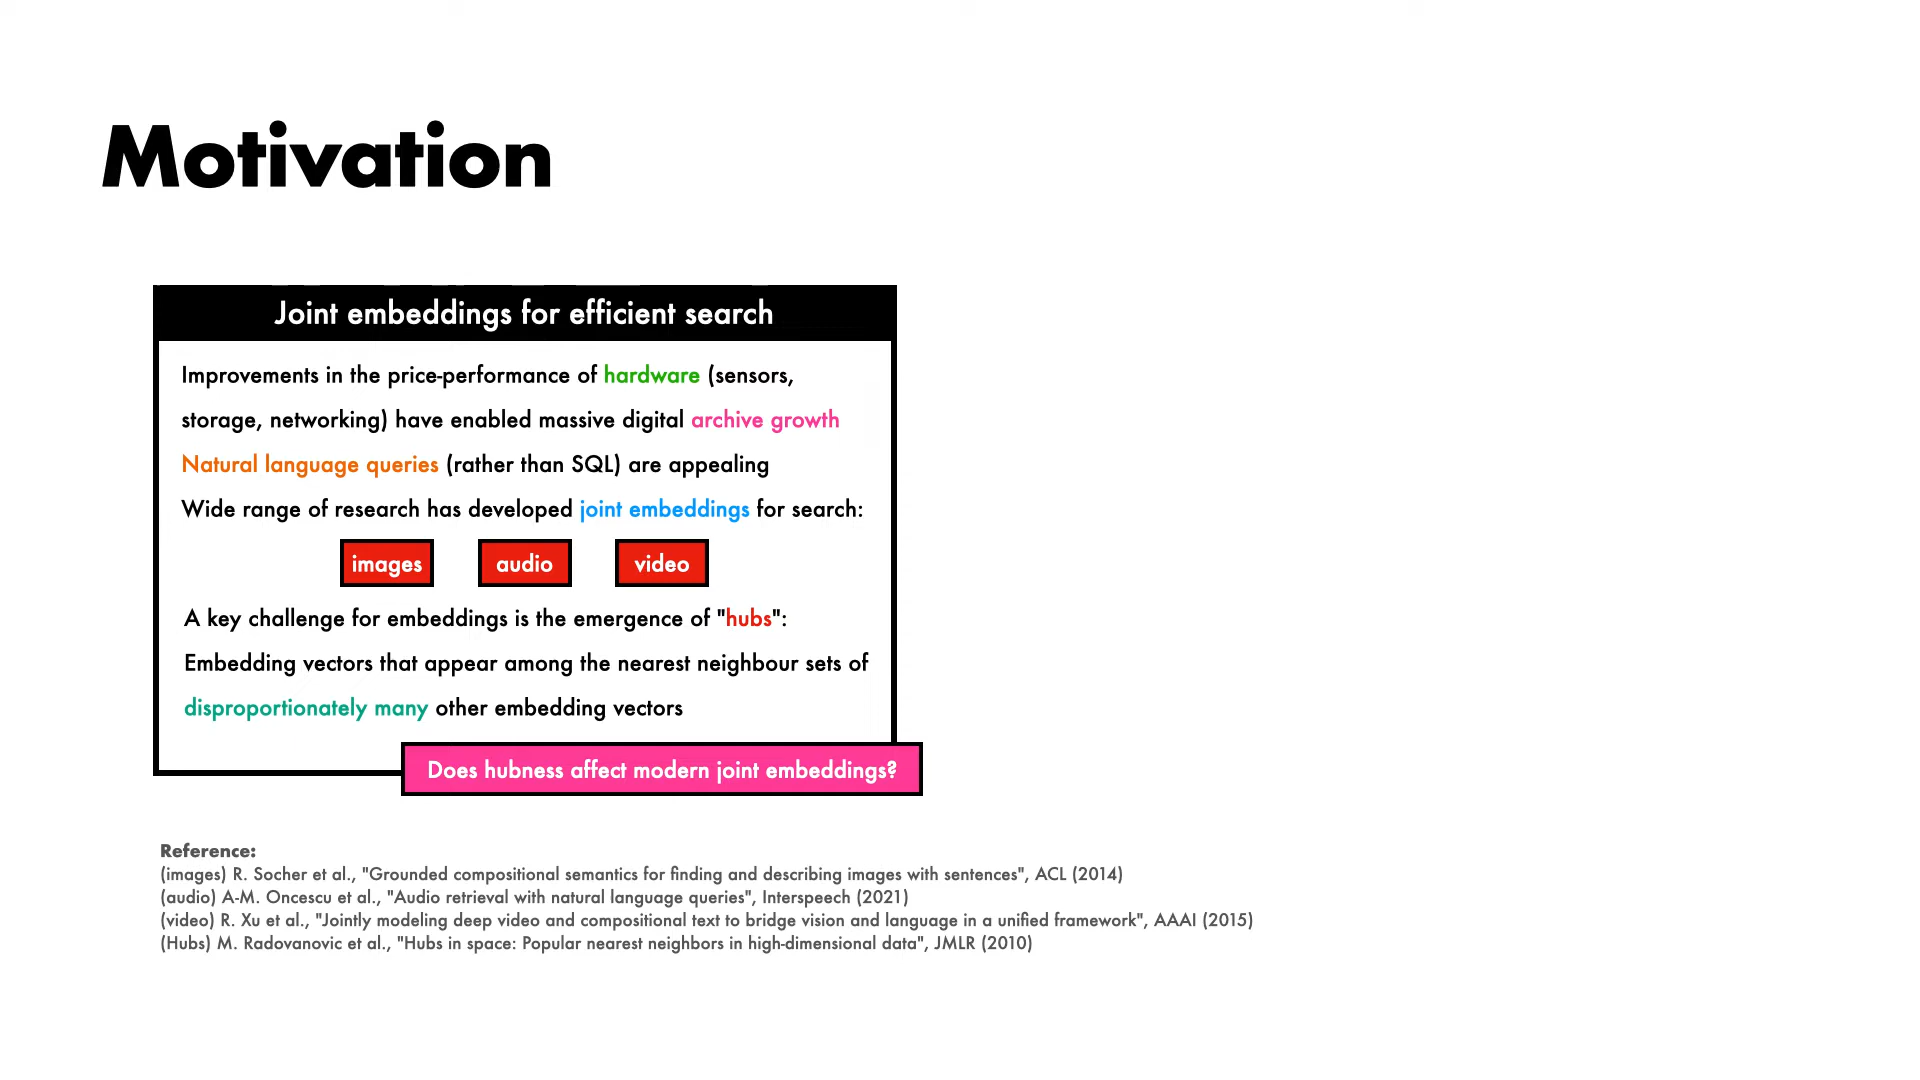 Motivation
Joint embeddings for efficient search
Improvements in the price-performance of hardware (sensors,
storage, networking) have enabled massive digital archive growth
Natural language queries (rather than SQL) are appealing
Wide range of research has developed joint embeddings for search:
images audio video
A key challenge for embeddings is the emergence of "hubs":
Embedding vectors that appear among the nearest neighbour sets of
disproportionately many other embedding vectors
Does hubness affect modern joint embeddings?
Reference:
(images) R. Socher et al., "Grounded compositional semantics for finding and describing images with sentences", ACL (2014)
(audio) A-M. Oncescu et al., "Audio retrieval with natural language queries", Interspeech (2021)
(video) R. Xu et al., "Jointly modeling deep video and compositional text to bridge vision and language in a unified framework", AAAI (2015)
(Hubs) M. Radovanovic et al., "Hubs in space: Popular nearest neighbors in high-dimensional data", JMLR (2010)